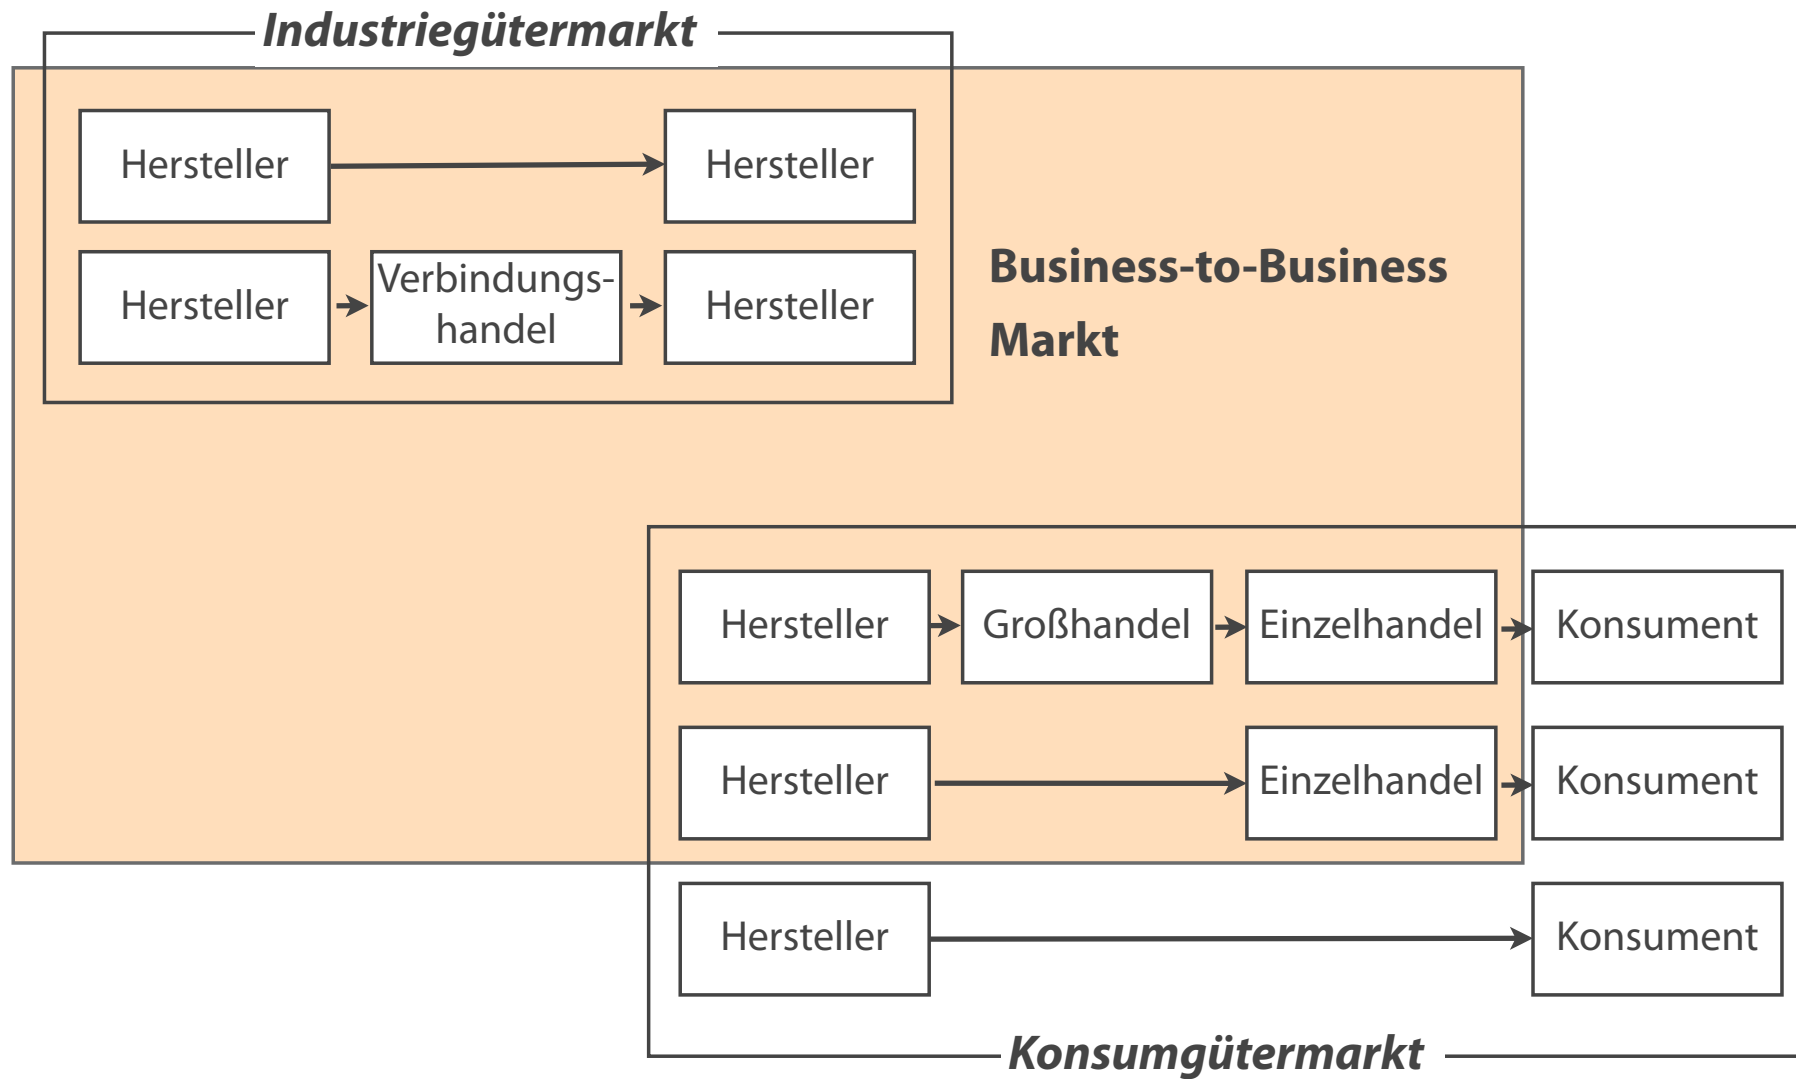 Industriegütermarkt
Hersteller
Hersteller
Hersteller
Verbindungs-
handel
Hersteller
Business-to-Business
Markt
Hersteller
Großhandel
Einzelhandel
Konsument
Hersteller
Einzelhandel
Konsument
Hersteller
Konsument
Konsumgütermarkt